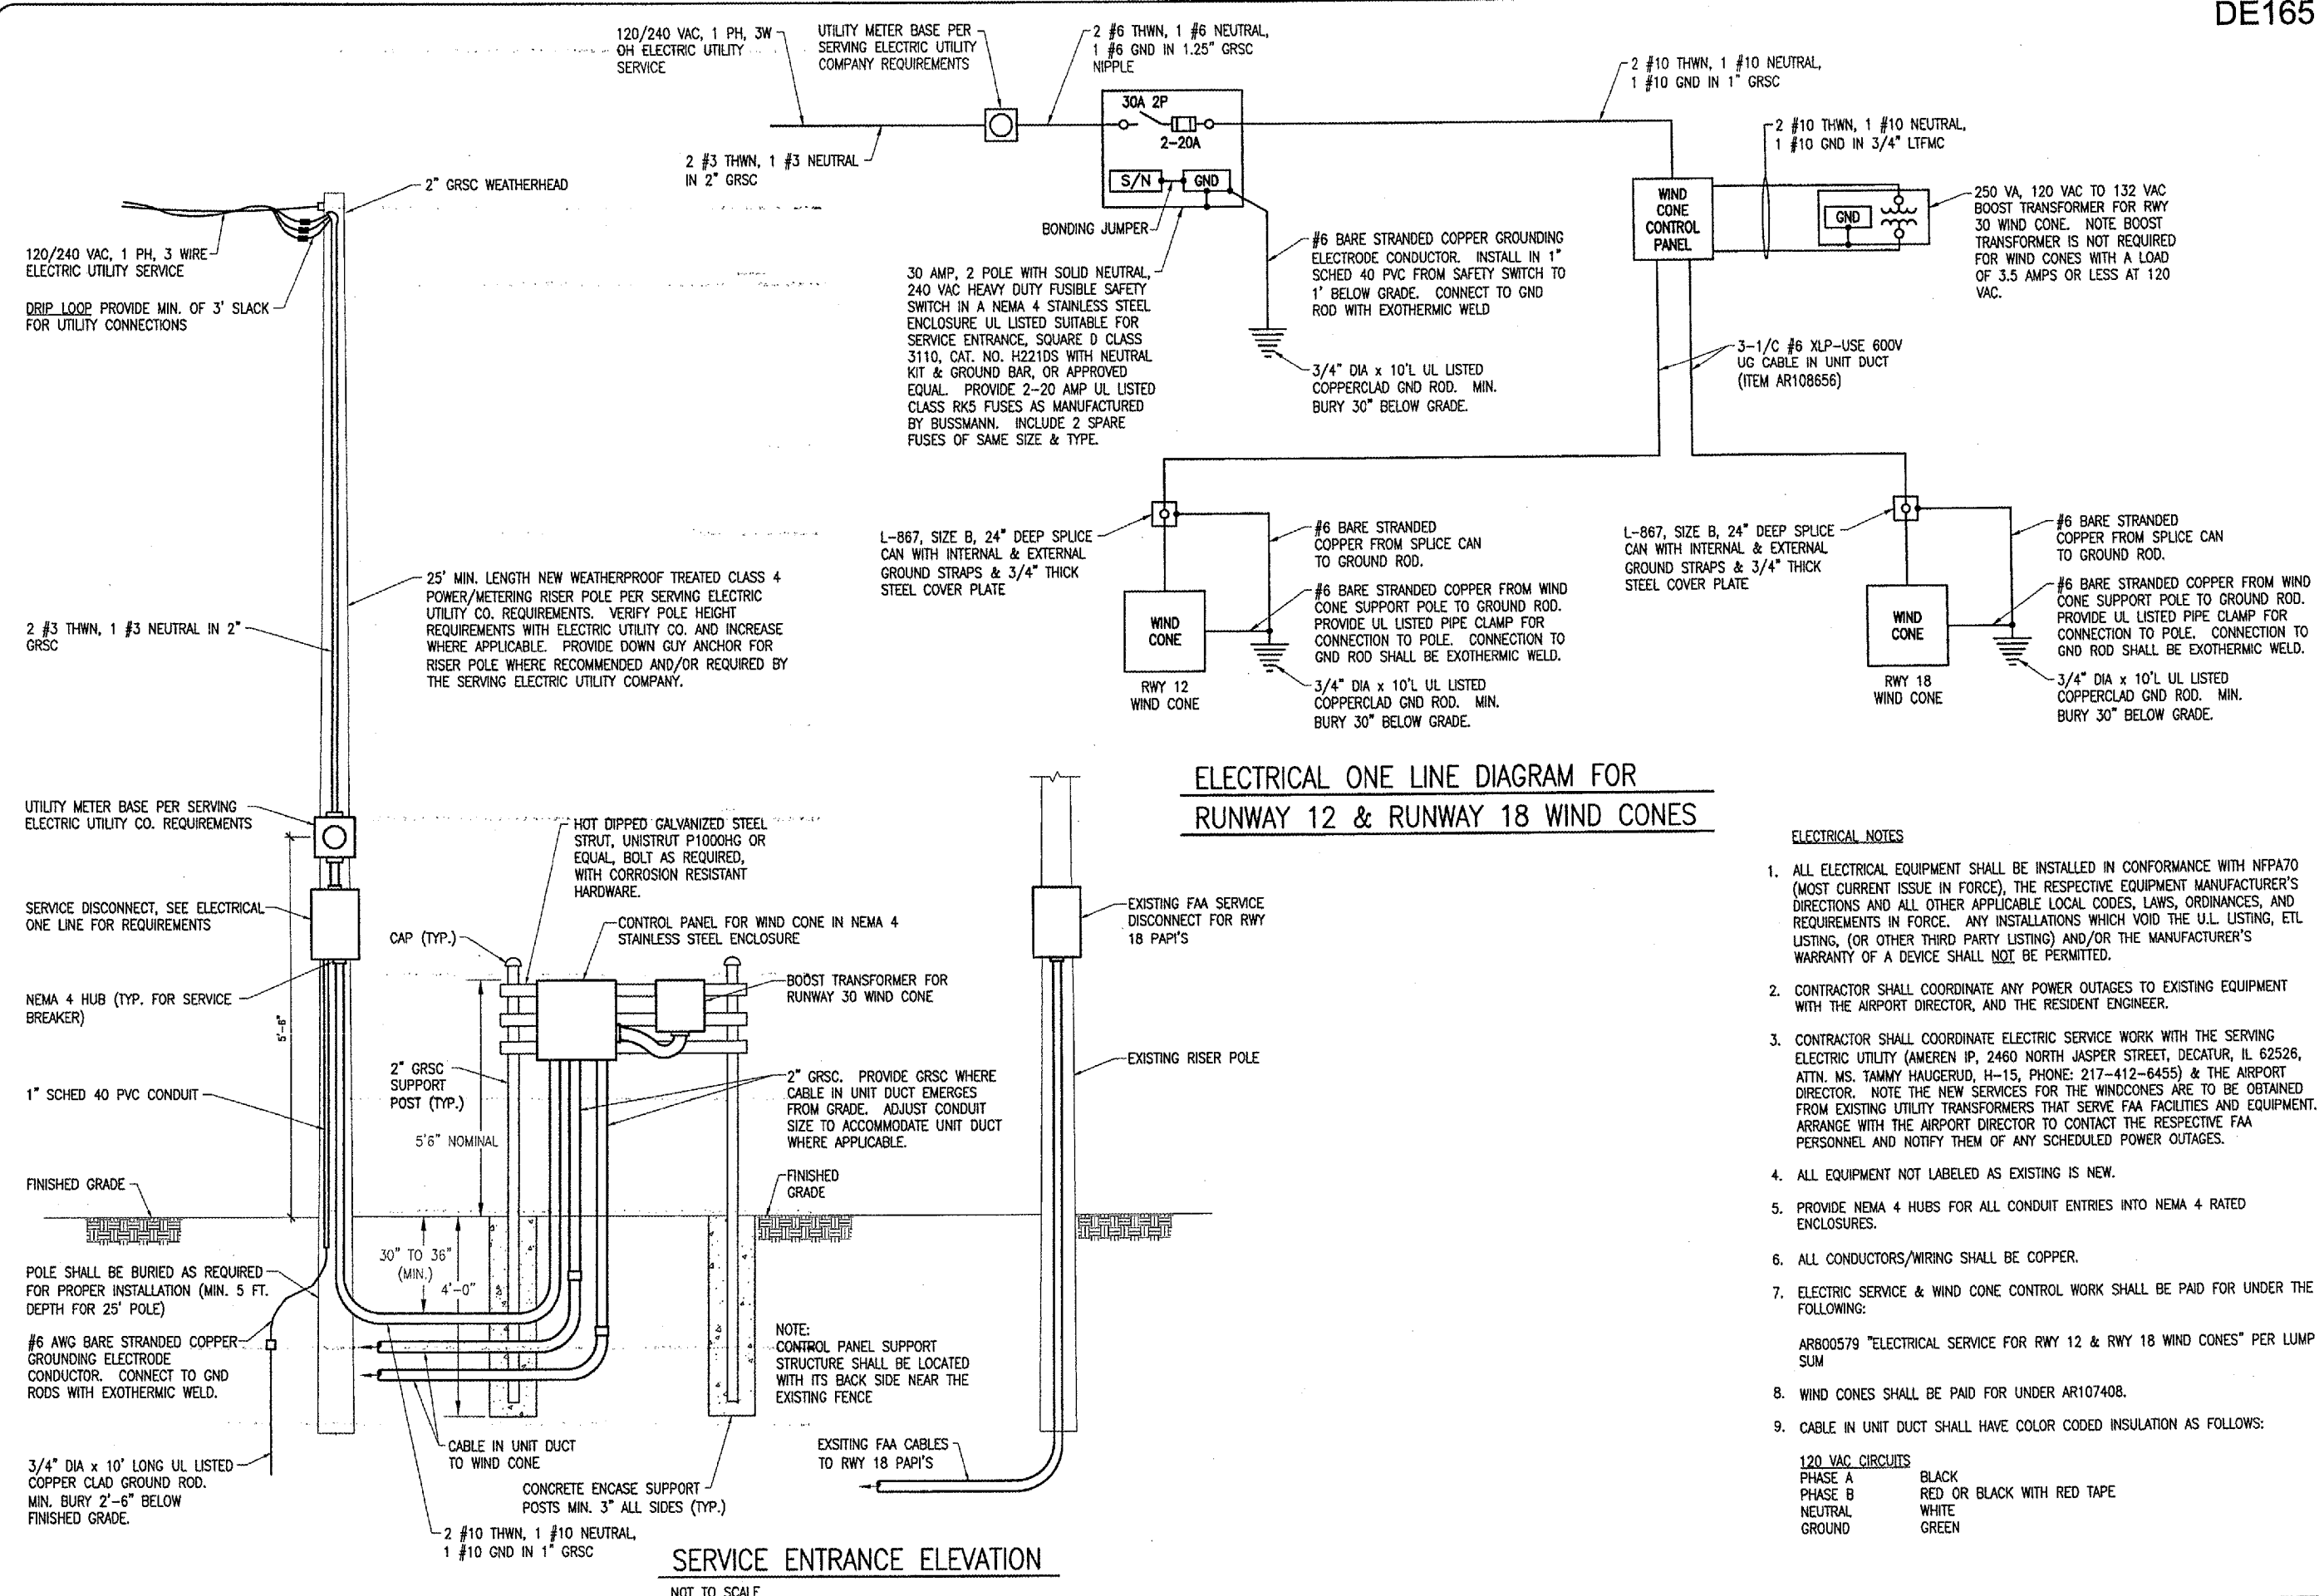 DE165
120/240 VAC, 1 PH, 3W
OH ELECTRIC UTILITY
SERVICE
UTILITY METER BASE PER
SERVING ELECTRIC UTILITY
COMPANY REQUIREMENTS
2 #6 THWN, 1 #6 NEUTRAL,
1 #6 GND IN 1.25" GRSC
NIPPLE
2 #10 THWN, 1 #10 NEUTRAL,
1 #10 GND IN 1" GRSC
30A 2P
2-20A
S/N
GND
2 #3 THWN, 1 #3 NEUTRAL
IN 2" GRSC
BONDING JUMPER
2 #10 THWN, 1 #10 NEUTRAL,
1 #10 GND IN 3/4" LTFMC
WIND
CONE
CONTROL
PANEL
GND
250 VA, 120 VAC TO 132 VAC
BOOST TRANSFORMER FOR RWY
30 WIND CONE. NOTE BOOST
TRANSFORMER IS NOT REQUIRED
FOR WIND CONES WITH A LOAD
OF 3.5 AMPS OR LESS AT 120
VAC.
30 AMP, 2 POLE WITH SOLID NEUTRAL,
240 VAC HEAVY DUTY FUSIBLE SAFETY
SWITCH IN A NEMA 4 STAINLESS STEEL
ENCLOSURE UL LISTED SUITABLE FOR
SERVICE ENTRANCE, SQUARE D CLASS
3110, CAT. NO. H221DS WITH NEUTRAL
KIT & GROUND BAR, OR APPROVED
EQUAL. PROVIDE 2-20 AMP UL LISTED
CLASS RK5 FUSES AS MANUFACTURED
BY BUSSMANN. INCLUDE 2 SPARE
FUSES OF SAME SIZE & TYPE.
#6 BARE STRANDED COPPER GROUNDING
ELECTRODE CONDUCTOR. INSTALL IN 1"
SCHED 40 PVC FROM SAFETY SWITCH TO
1' BELOW GRADE. CONNECT TO GND
ROD WITH EXOTHERMIC WELD
3/4" DIA x 10'L UL LISTED
COPPERCLAD GND ROD. MIN.
BURY 30" BELOW GRADE.
3-1/C #6 XLP-USE 600V
UG CABLE IN UNIT DUCT
(ITEM AR108656)
L-867, SIZE B, 24" DEEP SPLICE
CAN WITH INTERNAL & EXTERNAL
GROUND STRAPS & 3/4" THICK
STEEL COVER PLATE
WIND
CONE
RWY 12
WIND CONE
#6 BARE STRANDED
COPPER FROM SPLICE CAN
TO GROUND ROD.
#6 BARE STRANDED COPPER FROM WIND
CONE SUPPORT POLE TO GROUND ROD.
PROVIDE UL LISTED PIPE CLAMP FOR
CONNECTION TO POLE. CONNECTION TO
GND ROD SHALL BE EXOTHERMIC WELD.
3/4" DIA x 10'L UL LISTED
COPPERCLAD GND ROD. MIN.
BURY 30" BELOW GRADE.
L-867, SIZE B, 24" DEEP SPLICE
CAN WITH INTERNAL & EXTERNAL
GROUND STRAPS & 3/4" THICK
STEEL COVER PLATE
WIND
CONE
RWY 18
WIND CONE
#6 BARE STRANDED
COPPER FROM SPLICE CAN
TO GROUND ROD.
#6 BARE STRANDED COPPER FROM WIND
CONE SUPPORT POLE TO GROUND ROD.
PROVIDE UL LISTED PIPE CLAMP FOR
CONNECTION TO POLE. CONNECTION TO
GND ROD SHALL BE EXOTHERMIC WELD.
3/4" DIA x 10'L UL LISTED
COPPERCLAD GND ROD. MIN.
BURY 30" BELOW GRADE.
ELECTRICAL ONE LINE DIAGRAM FOR
RUNWAY 12 & RUNWAY 18 WIND CONES
2" GRSC WEATHERHEAD
120/240 VAC, 1 PH, 3 WIRE
ELECTRIC UTILITY SERVICE
DRIP LOOP PROVIDE MIN. OF 3' SLACK
FOR UTILITY CONNECTIONS
25' MIN. LENGTH NEW WEATHERPROOF TREATED CLASS 4
POWER/METERING RISER POLE PER SERVING ELECTRIC
UTILITY CO. REQUIREMENTS. VERIFY POLE HEIGHT
REQUIREMENTS WITH ELECTRIC UTILITY CO. AND INCREASE
WHERE APPLICABLE. PROVIDE DOWN GUY ANCHOR FOR
RISER POLE WHERE RECOMMENDED AND/OR REQUIRED BY
THE SERVING ELECTRIC UTILITY COMPANY.
2 #3 THWN, 1 #3 NEUTRAL IN 2"
GRSC
UTILITY METER BASE PER SERVING
ELECTRIC UTILITY CO. REQUIREMENTS
SERVICE DISCONNECT, SEE ELECTRICAL
ONE LINE FOR REQUIREMENTS
NEMA 4 HUB (TYP. FOR SERVICE
BREAKER)
5'-6"
1" SCHED 40 PVC CONDUIT
FINISHED GRADE
POLE SHALL BE BURIED AS REQUIRED
FOR PROPER INSTALLATION (MIN. 5 FT.
DEPTH FOR 25' POLE)
#6 AWG BARE STRANDED COPPER
GROUNDING ELECTRODE
CONDUCTOR. CONNECT TO GND
RODS WITH EXOTHERMIC WELD.
3/4" DIA x 10' LONG UL LISTED
COPPER CLAD GROUND ROD.
MIN. BURY 2'-6" BELOW
FINISHED GRADE.
HOT DIPPED GALVANIZED STEEL
STRUT, UNISTRUT P1000HG OR
EQUAL, BOLT AS REQUIRED,
WITH CORROSION RESISTANT
HARDWARE.
CONTROL PANEL FOR WIND CONE IN NEMA 4
STAINLESS STEEL ENCLOSURE
CAP (TYP.)
BOOST TRANSFORMER FOR
RUNWAY 30 WIND CONE
2" GRSC
SUPPORT
POST (TYP.)
5'6" NOMINAL
2" GRSC. PROVIDE GRSC WHERE
CABLE IN UNIT DUCT EMERGES
FROM GRADE. ADJUST CONDUIT
SIZE TO ACCOMMODATE UNIT DUCT
WHERE APPLICABLE.
FINISHED
GRADE
30" TO 36"
(MIN.)
4'-0"
NOTE:
CONTROL PANEL SUPPORT
STRUCTURE SHALL BE LOCATED
WITH ITS BACK SIDE NEAR THE
EXISTING FENCE
CABLE IN UNIT DUCT
TO WIND CONE
CONCRETE ENCASE SUPPORT
POSTS MIN. 3" ALL SIDES (TYP.)
2 #10 THWN, 1 #10 NEUTRAL,
1 #10 GND IN 1" GRSC
EXISTING FAA SERVICE
DISCONNECT FOR RWY
18 PAPI'S
EXISTING RISER POLE
EXSITING FAA CABLES
TO RWY 18 PAPI'S
SERVICE ENTRANCE ELEVATION
NOT TO SCALE
ELECTRICAL NOTES
1. ALL ELECTRICAL EQUIPMENT SHALL BE INSTALLED IN CONFORMANCE WITH NFPA70
(MOST CURRENT ISSUE IN FORCE), THE RESPECTIVE EQUIPMENT MANUFACTURER'S
DIRECTIONS AND ALL OTHER APPLICABLE LOCAL CODES, LAWS, ORDINANCES, AND
REQUIREMENTS IN FORCE. ANY INSTALLATIONS WHICH VOID THE U.L. LISTING, ETL
LISTING, (OR OTHER THIRD PARTY LISTING) AND/OR THE MANUFACTURER'S
WARRANTY OF A DEVICE SHALL NOT BE PERMITTED.
2. CONTRACTOR SHALL COORDINATE ANY POWER OUTAGES TO EXISTING EQUIPMENT
WITH THE AIRPORT DIRECTOR, AND THE RESIDENT ENGINEER.
3. CONTRACTOR SHALL COORDINATE ELECTRIC SERVICE WORK WITH THE SERVING
ELECTRIC UTILITY (AMEREN IP, 2460 NORTH JASPER STREET, DECATUR, IL 62526,
ATTN. MS. TAMMY HAUGERUD, H-15, PHONE: 217-412-6455) & THE AIRPORT
DIRECTOR. NOTE THE NEW SERVICES FOR THE WINDCONES ARE TO BE OBTAINED
FROM EXISTING UTILITY TRANSFORMERS THAT SERVE FAA FACILITIES AND EQUIPMENT.
ARRANGE WITH THE AIRPORT DIRECTOR TO CONTACT THE RESPECTIVE FAA
PERSONNEL AND NOTIFY THEM OF ANY SCHEDULED POWER OUTAGES.
4. ALL EQUIPMENT NOT LABELED AS EXISTING IS NEW.
5. PROVIDE NEMA 4 HUBS FOR ALL CONDUIT ENTRIES INTO NEMA 4 RATED
ENCLOSURES.
6. ALL CONDUCTORS/WIRING SHALL BE COPPER.
7. ELECTRIC SERVICE & WIND CONE CONTROL WORK SHALL BE PAID FOR UNDER THE
FOLLOWING:
AR800579 "ELECTRICAL SERVICE FOR RWY 12 & RWY 18 WIND CONES" PER LUMP
SUM
8. WIND CONES SHALL BE PAID FOR UNDER AR107408.
9. CABLE IN UNIT DUCT SHALL HAVE COLOR CODED INSULATION AS FOLLOWS:
120 VAC CIRCUITS
PHASE A BLACK
PHASE B RED OR BLACK WITH RED TAPE
NEUTRAL WHITE
GROUND GREEN